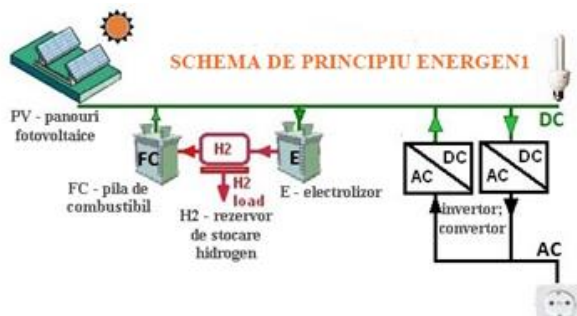 SCHEMA DE PRINCIPIU ENERGEN1
PV - panouri
fotovoltaice
DC
FC
H2
E
FC - pila de
combustibil
H2
load
E - electrolizor
H2 - rezervor
de stocare
hidrogen
DC
AC
DC
AC
invertor;
convertor
AC